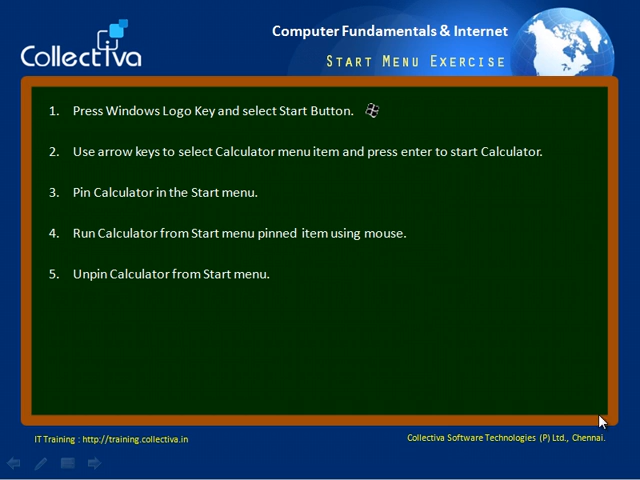 Collectiva
Computer Fundamentals & Internet
Start Menu Exercise
1. Press Windows Logo Key and select Start Button.
2. Use arrow keys to select Calculator menu item and press enter to start Calculator.
3. Pin Calculator in the Start menu.
4. Run Calculator from Start menu pinned item using mouse.
5. Unpin Calculator from Start menu.
IT Training : http://training.collectiva.in
Collectiva Software Technologies (P) Ltd., Chennai.